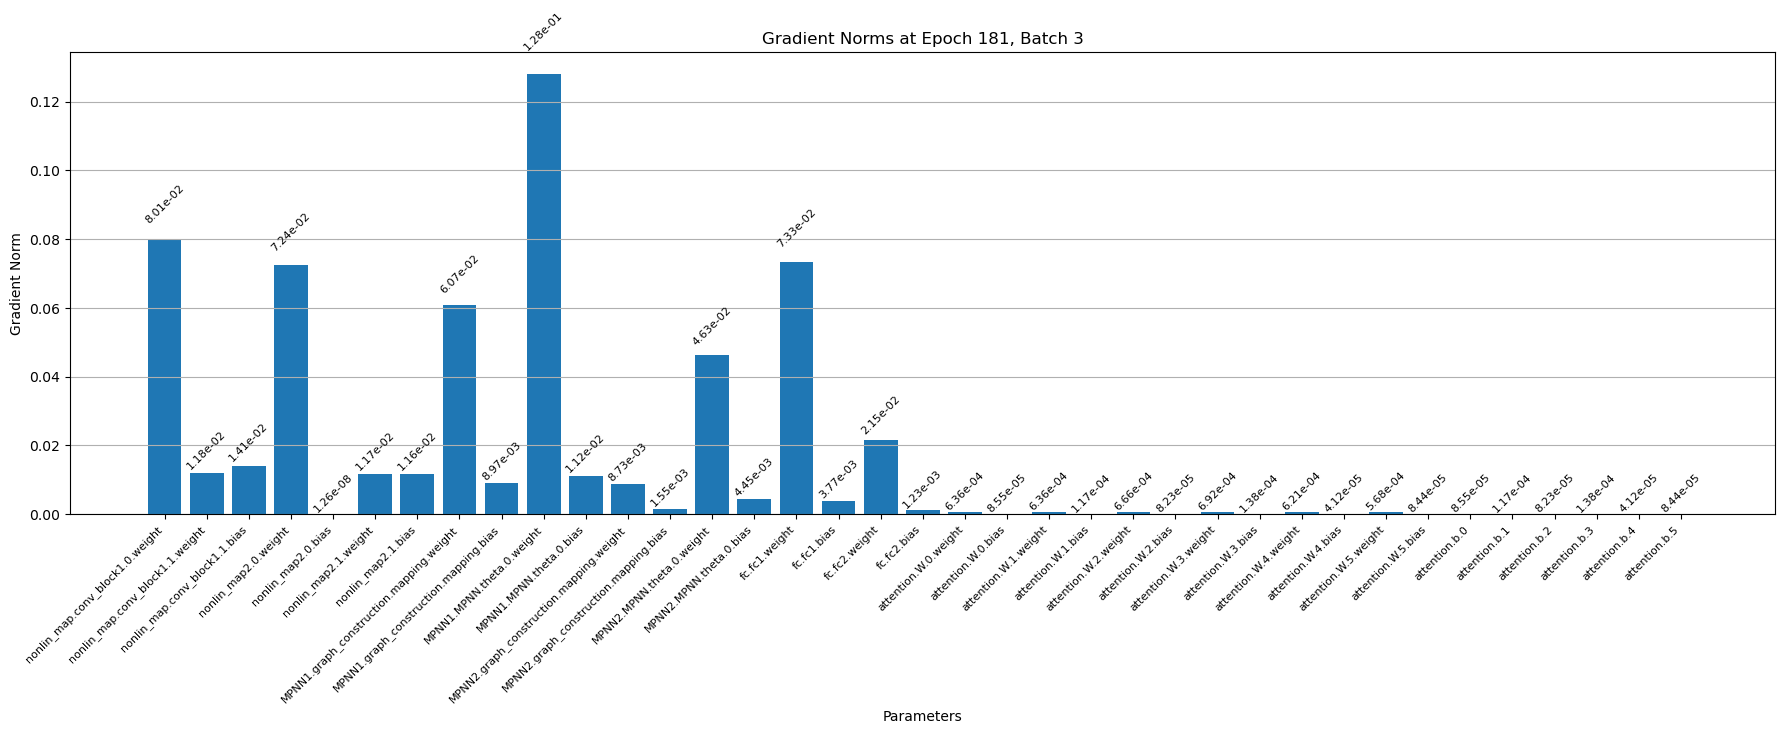 Gradient Norms at Epoch 181, Batch 3
Gradient Norm
0.12
0.10
0.08
0.06
0.04
0.02
0.00
8.01e-02
1.18e-02
1.41e-02
7.24e-02
1.26e-08
1.17e-02
1.16e-02
6.07e-02
8.97e-03
1.28e-01
1.12e-02
8.73e-03
1.55e-03
4.63e-02
4.45e-03
7.33e-02
3.77e-03
2.15e-02
1.23e-03
6.36e-04
8.55e-05
6.36e-04
1.17e-04
6.66e-04
8.23e-05
6.92e-04
1.38e-04
6.21e-04
4.12e-05
5.68e-04
8.44e-05
8.55e-05
1.17e-04
8.23e-05
1.38e-04
4.12e-05
8.44e-05
nonlin_map.conv_block1.0.weight
nonlin_map.conv_block1.1.weight
nonlin_map.conv_block1.1.bias
nonlin_map2.0.weight
nonlin_map2.0.bias
nonlin_map2.1.weight
nonlin_map2.1.bias
MPNN1.graph_construction.mapping.weight
MPNN1.graph_construction.mapping.bias
MPNN1.MPNN.theta.0.weight
MPNN1.MPNN.theta.0.bias
MPNN2.graph_construction.mapping.weight
MPNN2.graph_construction.mapping.bias
MPNN2.MPNN.theta.0.weight
MPNN2.MPNN.theta.0.bias
fc.fc1.weight
fc.fc1.bias
fc.fc2.weight
fc.fc2.bias
attention.W.0.weight
attention.W.0.bias
attention.W.1.weight
attention.W.1.bias
attention.W.2.weight
attention.W.2.bias
attention.W.3.weight
attention.W.3.bias
attention.W.4.weight
attention.W.4.bias
attention.W.5.weight
attention.W.5.bias
attention.b.0
attention.b.1
attention.b.2
attention.b.3
attention.b.4
attention.b.5
Parameters